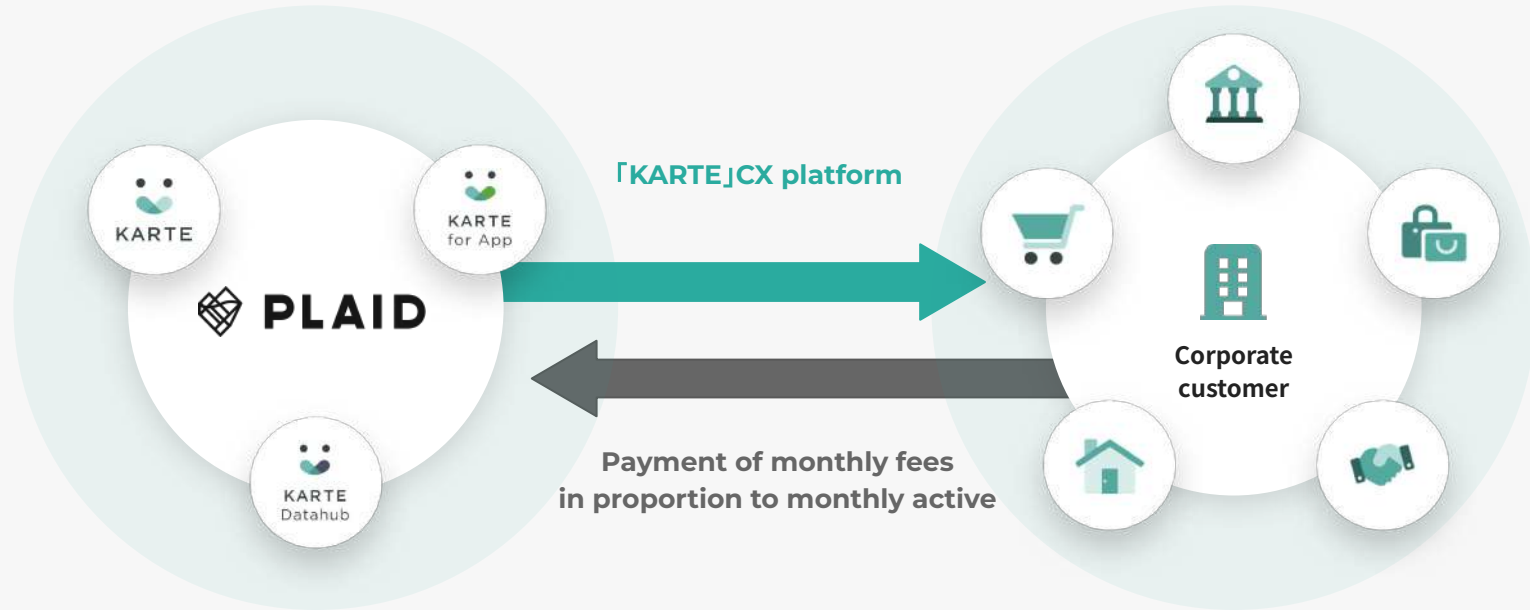 KARTE
KARTE
for App
PLAID
KARTE
Datahub
「KARTE」CX platform
Payment of monthly fees
in proportion to monthly active
Corporate
customer